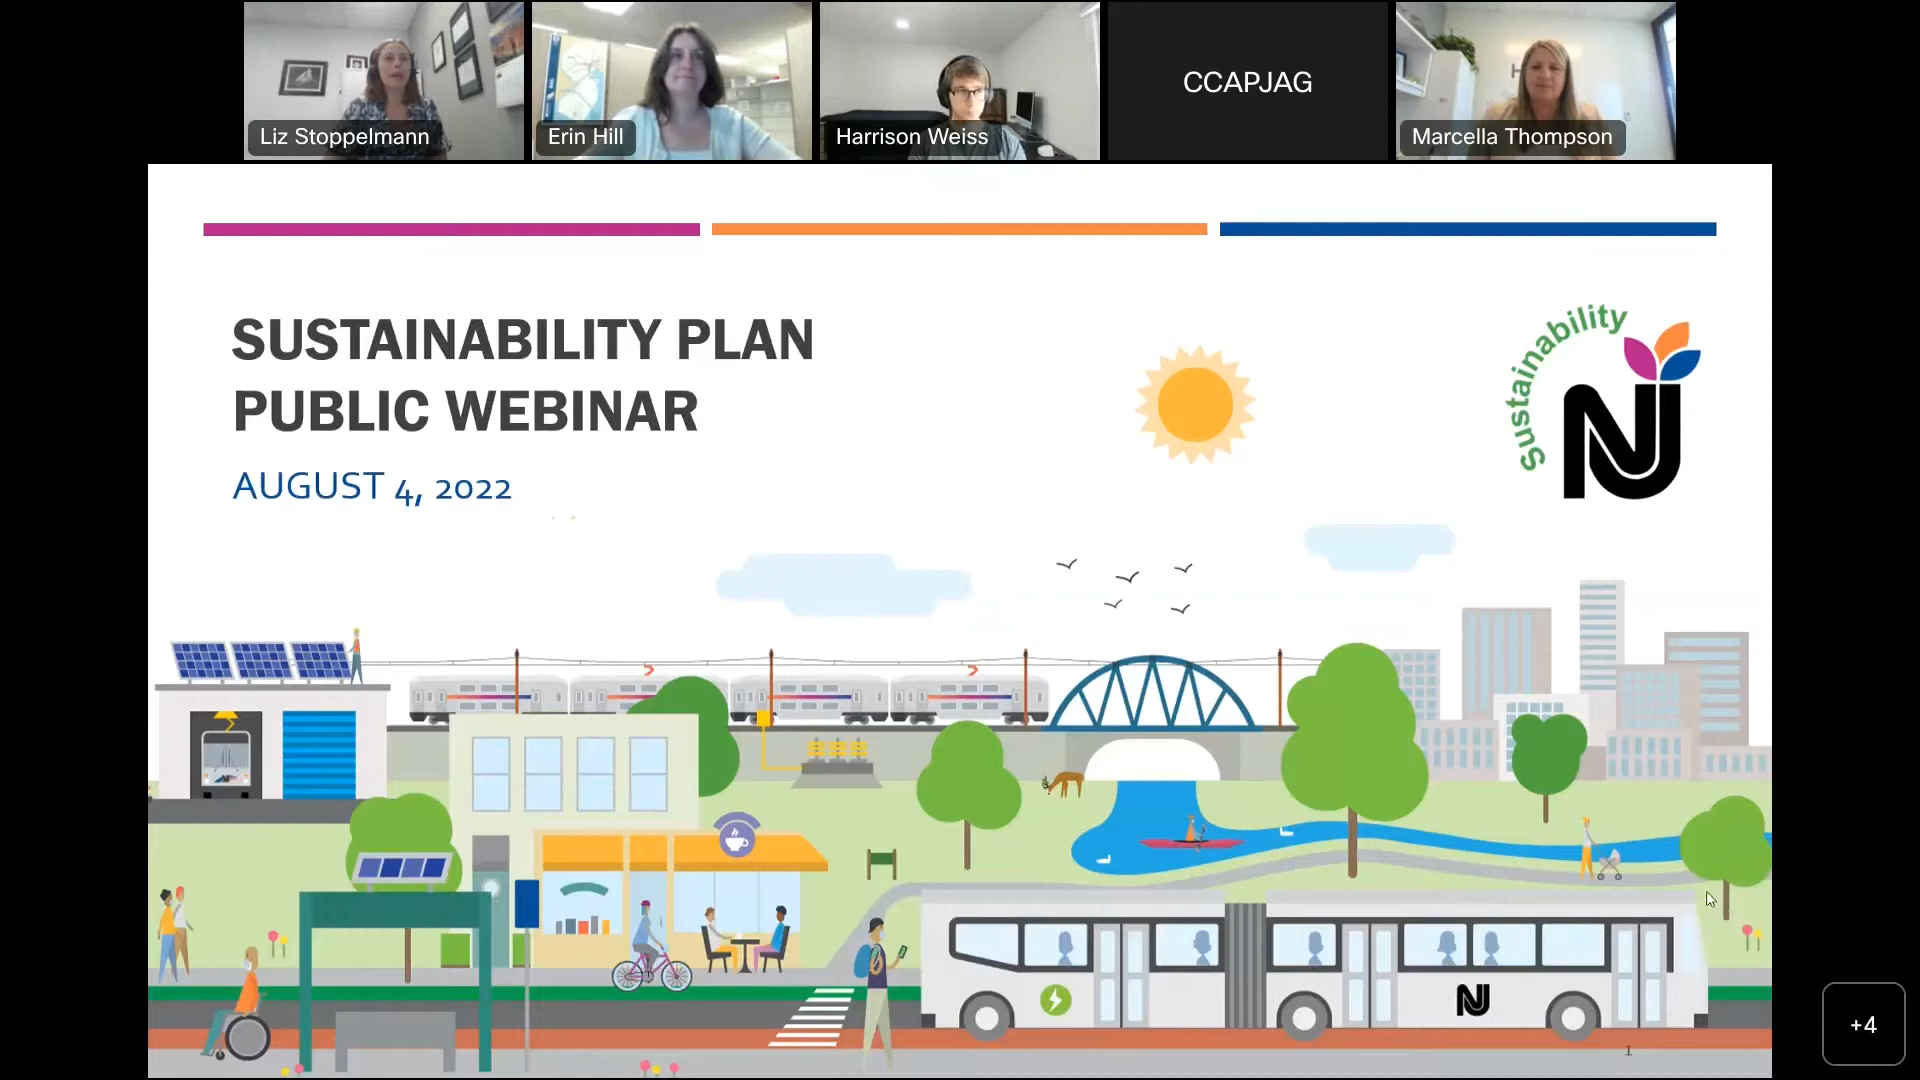 Liz Stoppelmann
Erin Hill
Harrison Weiss
CCAPJAG
Marcella Thompson
SUSTAINABILITY PLAN
PUBLIC WEBINAR
AUGUST 4, 2022
Sustainability
NJ
NJ
1
+4